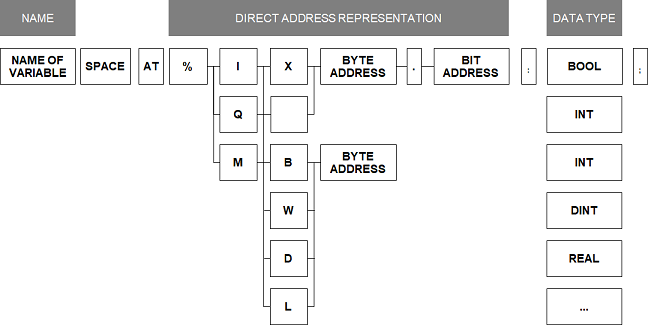 NAME DIRECT ADDRESS REPRESENTATION DATA TYPE
NAME OF VARIABLE SPACE AT % I X BYTE ADDRESS . BIT ADDRESS : BOOL ;
Q INT
M B BYTE ADDRESS INT
W DINT
D REAL
L ...